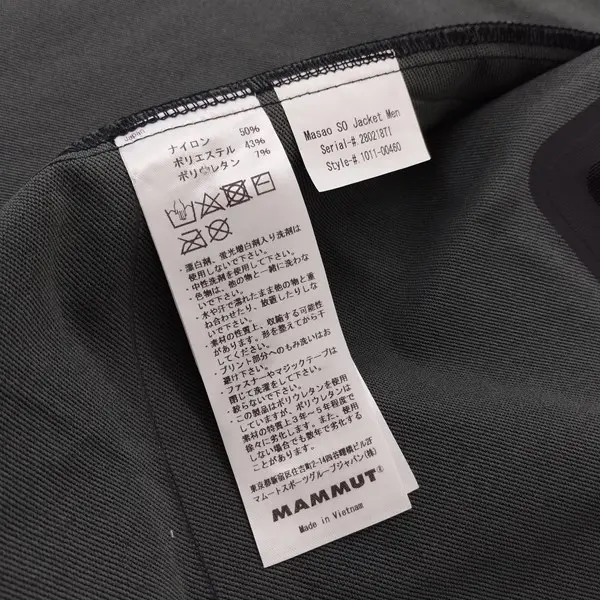 Japan
ナイロン 50%
ポリエステル 43%
ポリウレタン 7%
・漂白剤、蛍光増白剤入り洗剤は
使用しないで下さい。
・中性洗剤を使用して下さい。
・色物は、他の物と一緒に洗わな
いで下さい。
・水や汗で濡れたまま他の物と重
ね合わせたり、放置したりしな
いで下さい。
・素材の性質上、収縮する可能性
があります。形を整えてから干
してください。
・プリント部分へのもみ洗いはお
避け下さい。
・ファスナーやマジックテープは
閉じて洗濯をして下さい。
・絞らないで下さい。
・この製品はポリウレタンを使用
していますが、ポリウレタンは
素材の特質上3年〜5年程度で
徐々に劣化します。また、使用
しない場合でも数年で劣化する
ことがあります。
東京都新宿区住吉町2-14四谷曙橋ビル2F
マムートスポーツグループジャパン(株)
MAMMUT
Made in Vietnam
Masao SO Jacket Men
Serial-#.280218TI
Style-#.1011-00460